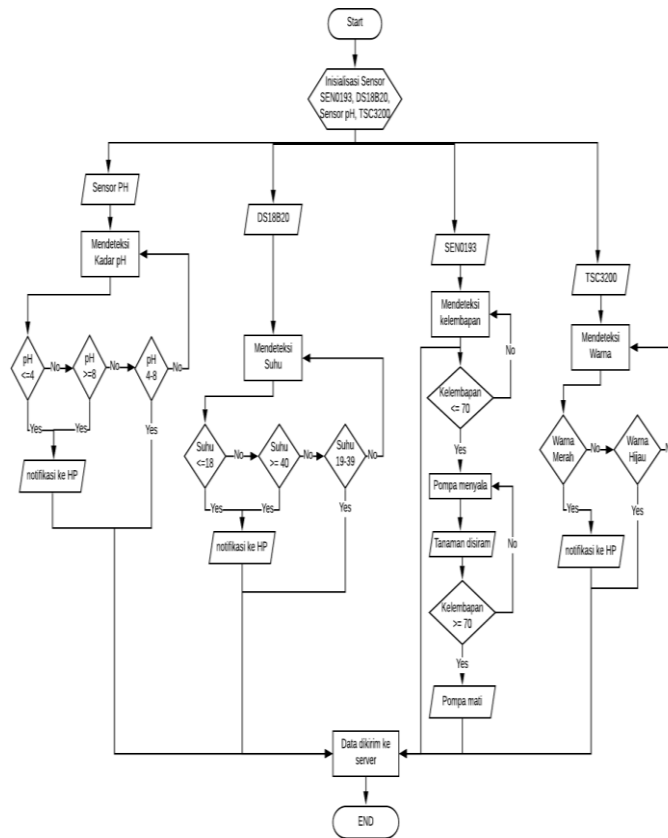 Start
Inisialisasi Sensor
SEN0193, DS18B20,
Sensor pH, TSC3200
Sensor PH
Mendeteksi
Kadar pH
pH
<=4
No
pH
>=8
No
pH
4-8
No
Yes
Yes
Yes
notifikasi ke HP
DS18B20
Mendeteksi
Suhu
Suhu
<=18
No
Suhu
>= 40
No
Suhu
19-39
No
Yes
Yes
Yes
notifikasi ke HP
SEN0193
Mendeteksi
kelembapan
No
Kelembapan
<= 70
Yes
Pompa menyala
Tanaman disiram
No
Kelembapan
>= 70
Yes
Pompa mati
TSC3200
Mendeteksi
Warna
Warna
Merah
No
Warna
Hijau
Yes
Yes
notifikasi ke HP
Data dikirim ke
server
END